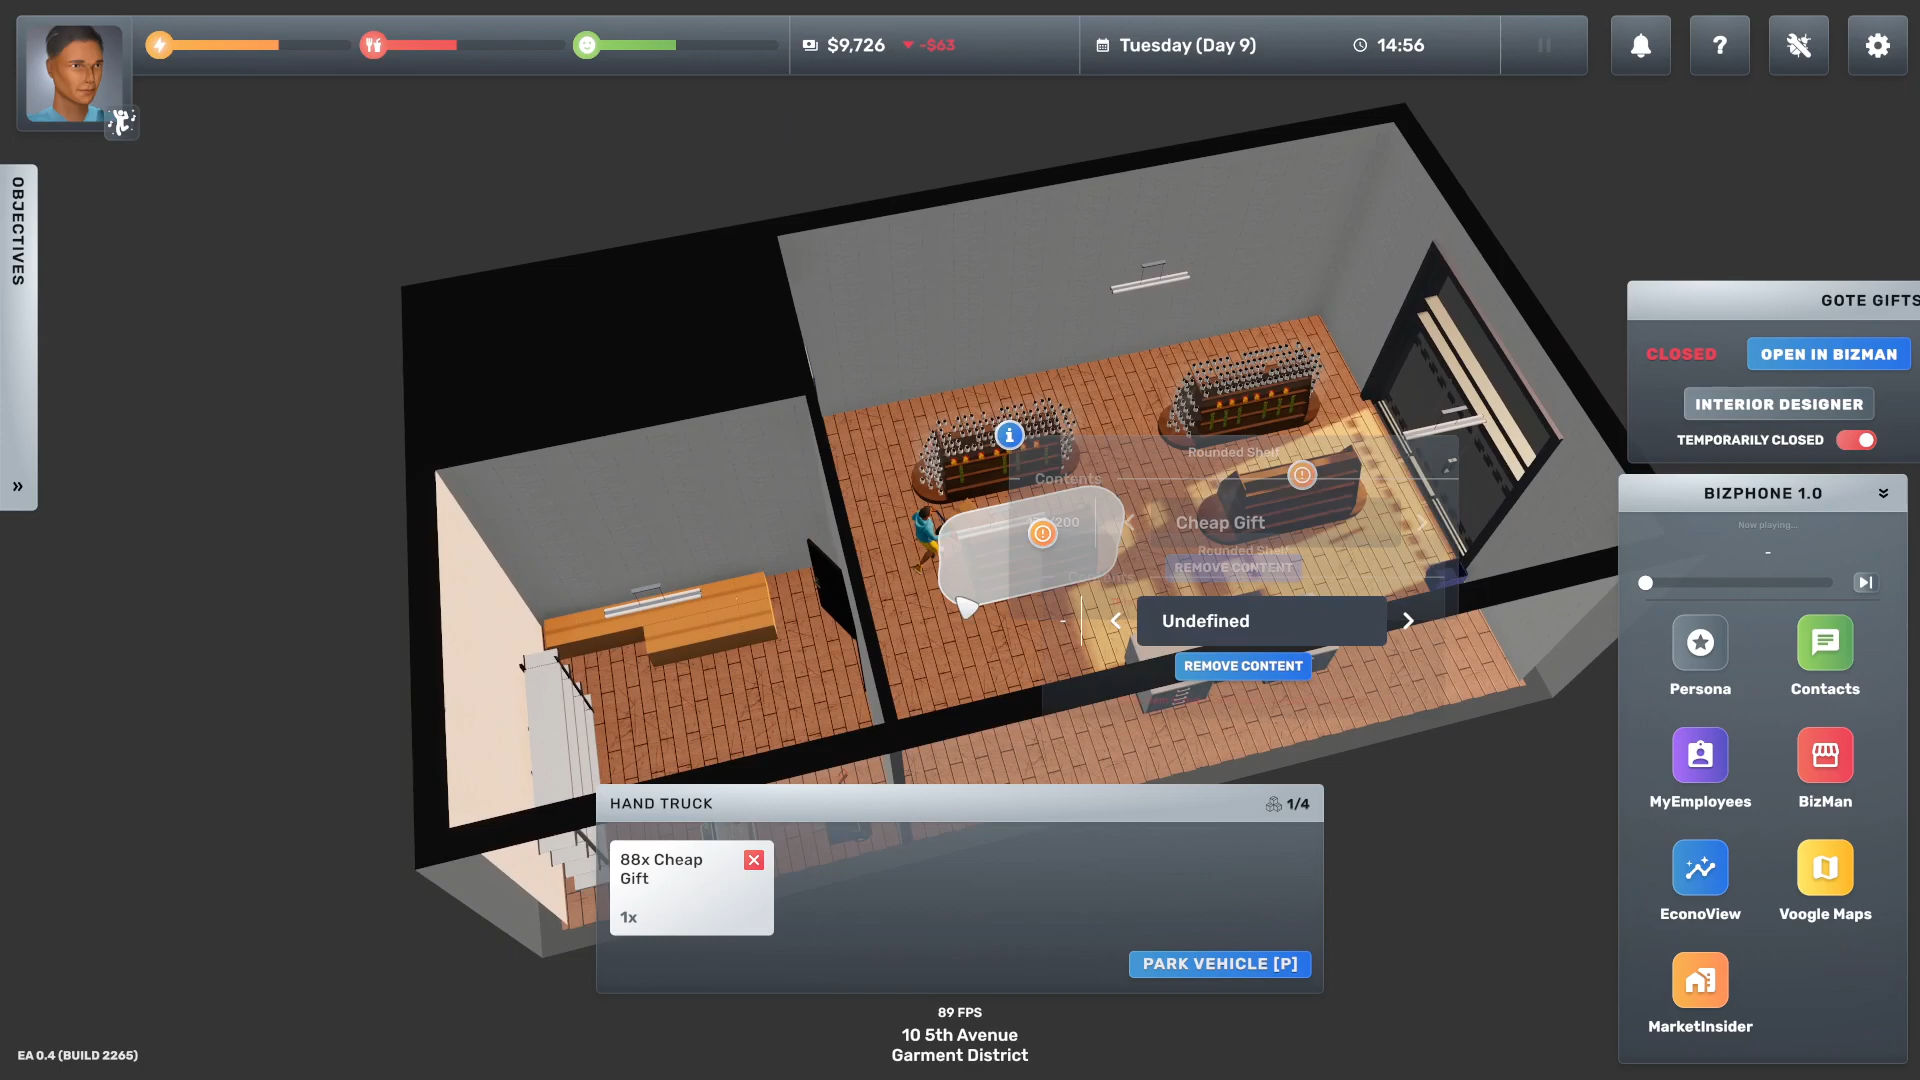 $9,726
-$63
Tuesday (Day 9)
14:56
?
OBJECTIVES
»
GOTE GIFTS
CLOSED
OPEN IN BIZMAN
INTERIOR DESIGNER
TEMPORARILY CLOSED
BIZPHONE 1.0
Now playing...
-
Persona
Contacts
MyEmployees
BizMan
EconoView
Voogle Maps
MarketInsider
Rounded Shelf
Contents
/200
Cheap Gift
Rounded Shelf
REMOVE CONTENT
Contents
-
Undefined
REMOVE CONTENT
HAND TRUCK
1/4
88x Cheap
Gift
1x
PARK VEHICLE [P]
89 FPS
10 5th Avenue
Garment District
EA 0.4 (BUILD 2265)